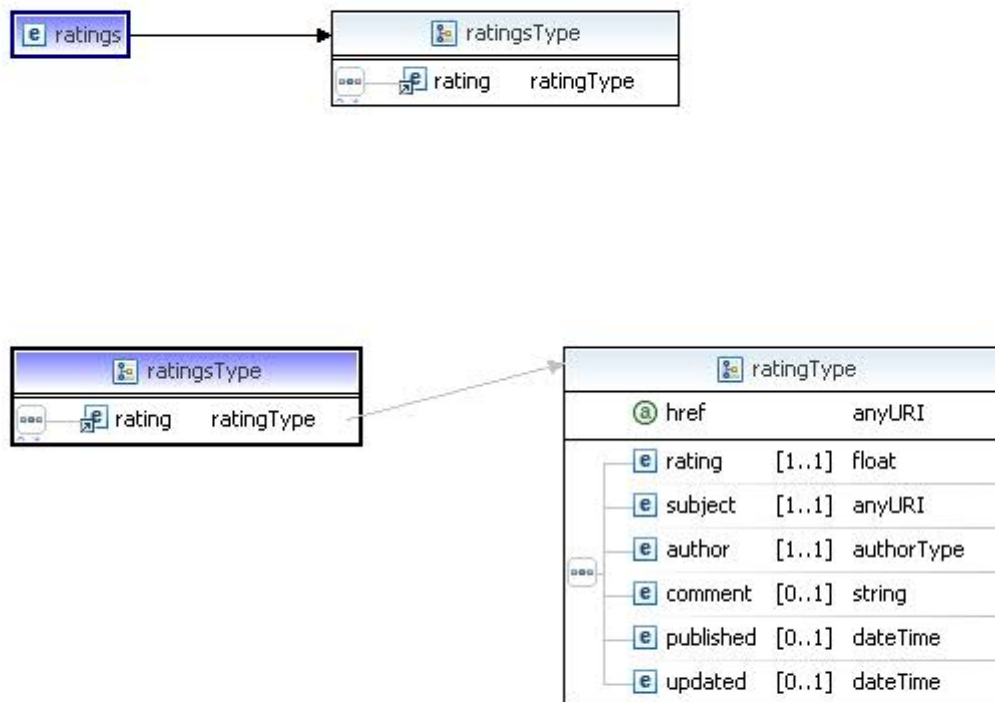 e ratings
ratingsType
e rating ratingType
ratingsType
e rating ratingType
ratingType
a href anyURI
e rating [1..1] float
e subject [1..1] anyURI
e author [1..1] authorType
e comment [0..1] string
e published [0..1] dateTime
e updated [0..1] dateTime